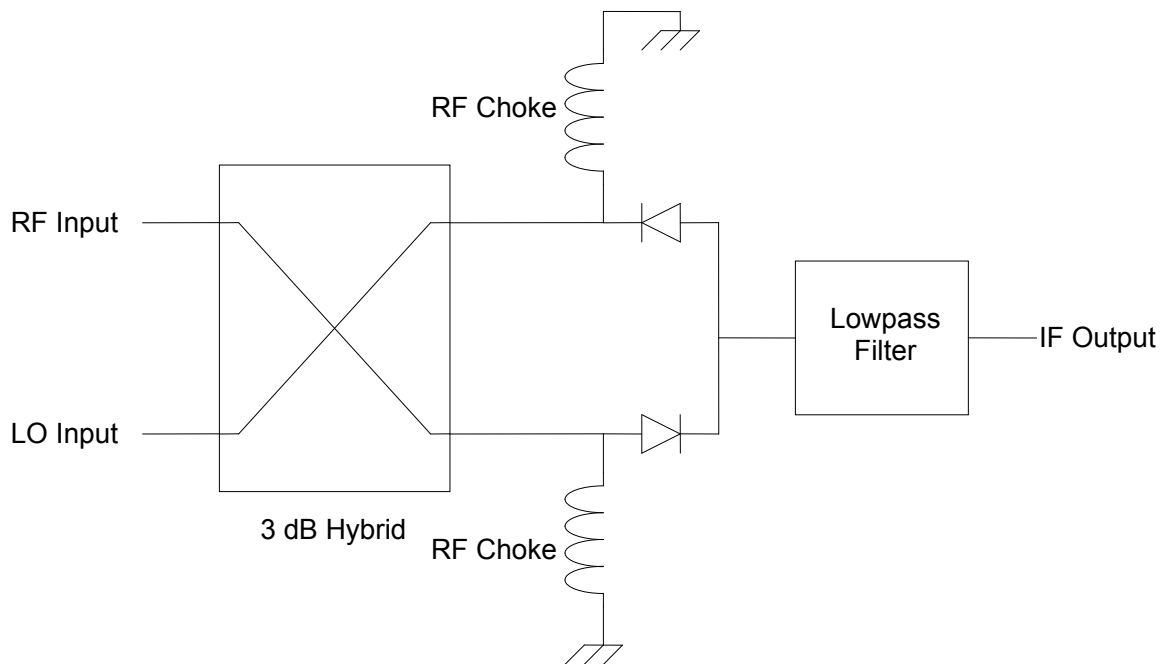 RF Choke
RF Input
Lowpass
Filter
IF Output
LO Input
3 dB Hybrid
RF Choke